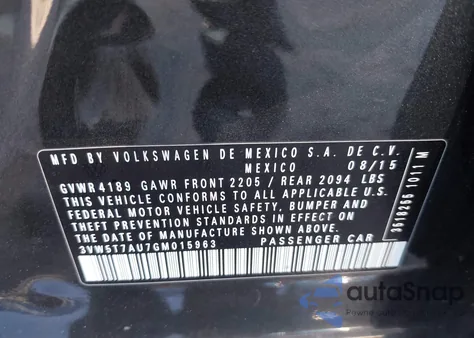 MFD BY VOLKSWAGEN DE MEXICO S.A. DE C.V.
MEXICO 08/15
GVWR 4189 GAWR FRONT 2205 / REAR 2094 LBS
THIS VEHICLE CONFORMS TO ALL APPLICABLE U.S.
FEDERAL MOTOR VEHICLE SAFETY, BUMPER AND
THEFT PREVENTION STANDARDS IN EFFECT ON
THE DATE OF MANUFACTURE SHOWN ABOVE.
3VW5T7AU7GM015963 PASSENGER CAR
3518236 1011 M
autoSnap